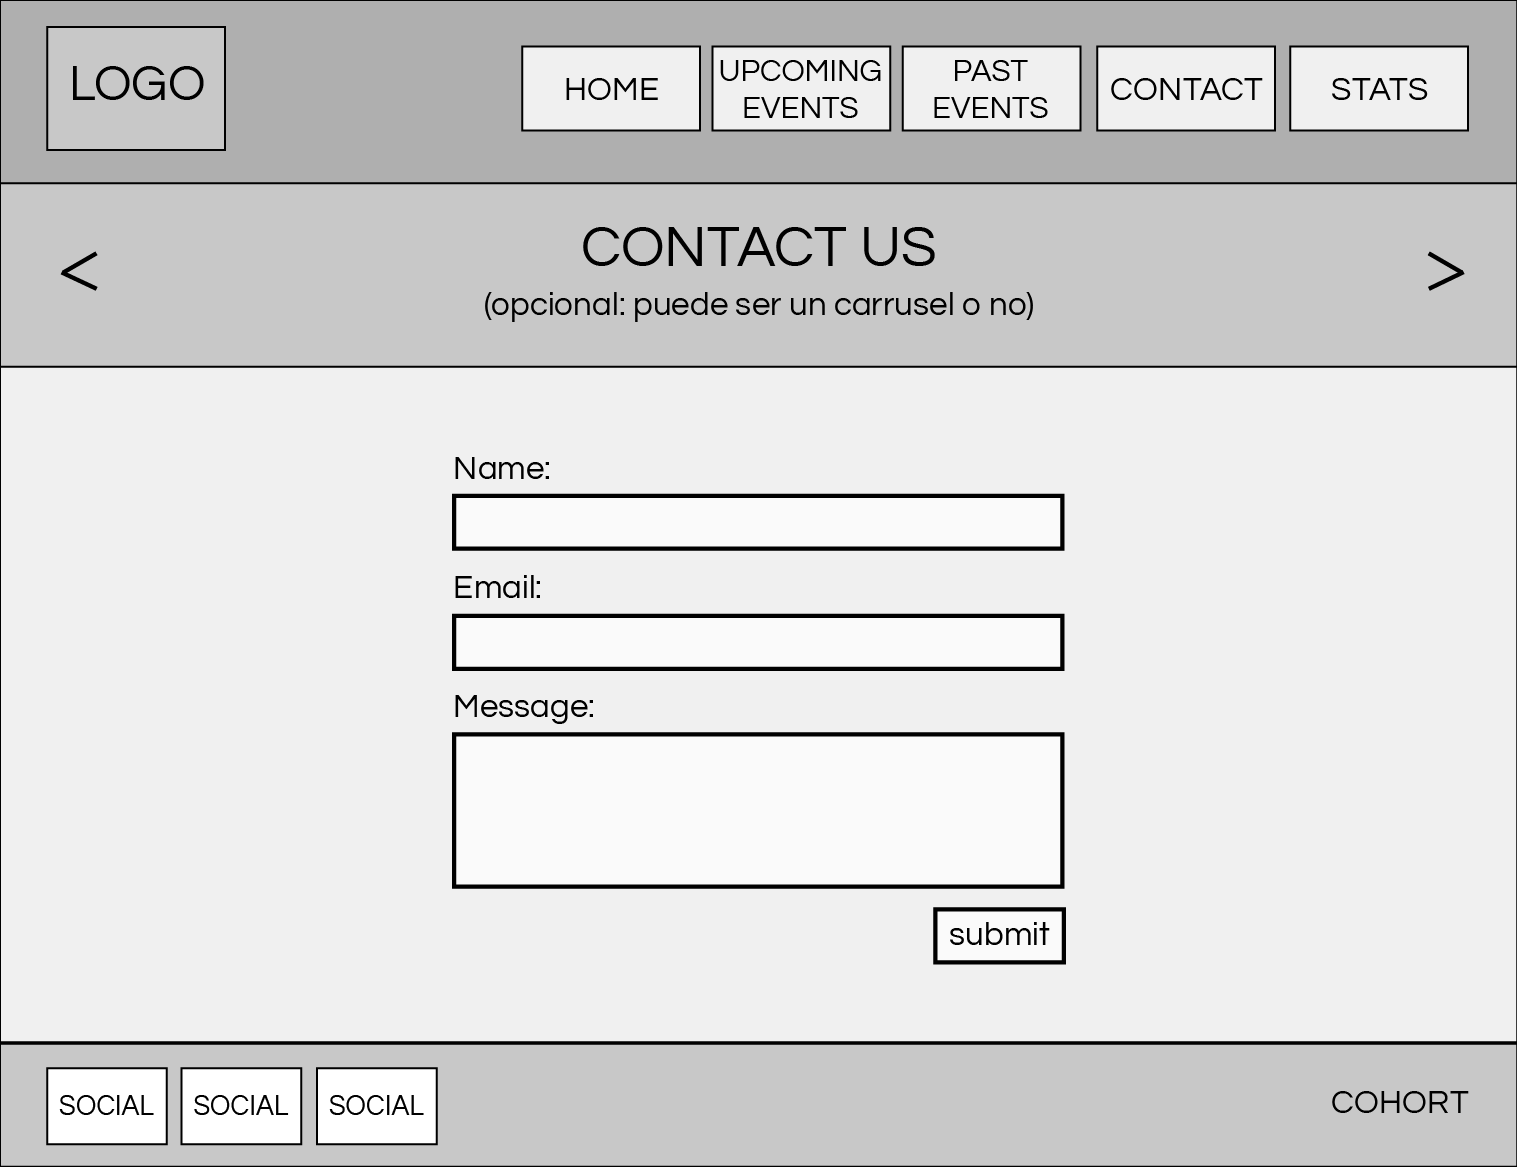 LOGO
HOME
UPCOMING
EVENTS
PAST
EVENTS
CONTACT
STATS
<
CONTACT US
(opcional: puede ser un carrusel o no)
>
Name:
Email:
Message:
submit
SOCIAL
SOCIAL
SOCIAL
COHORT